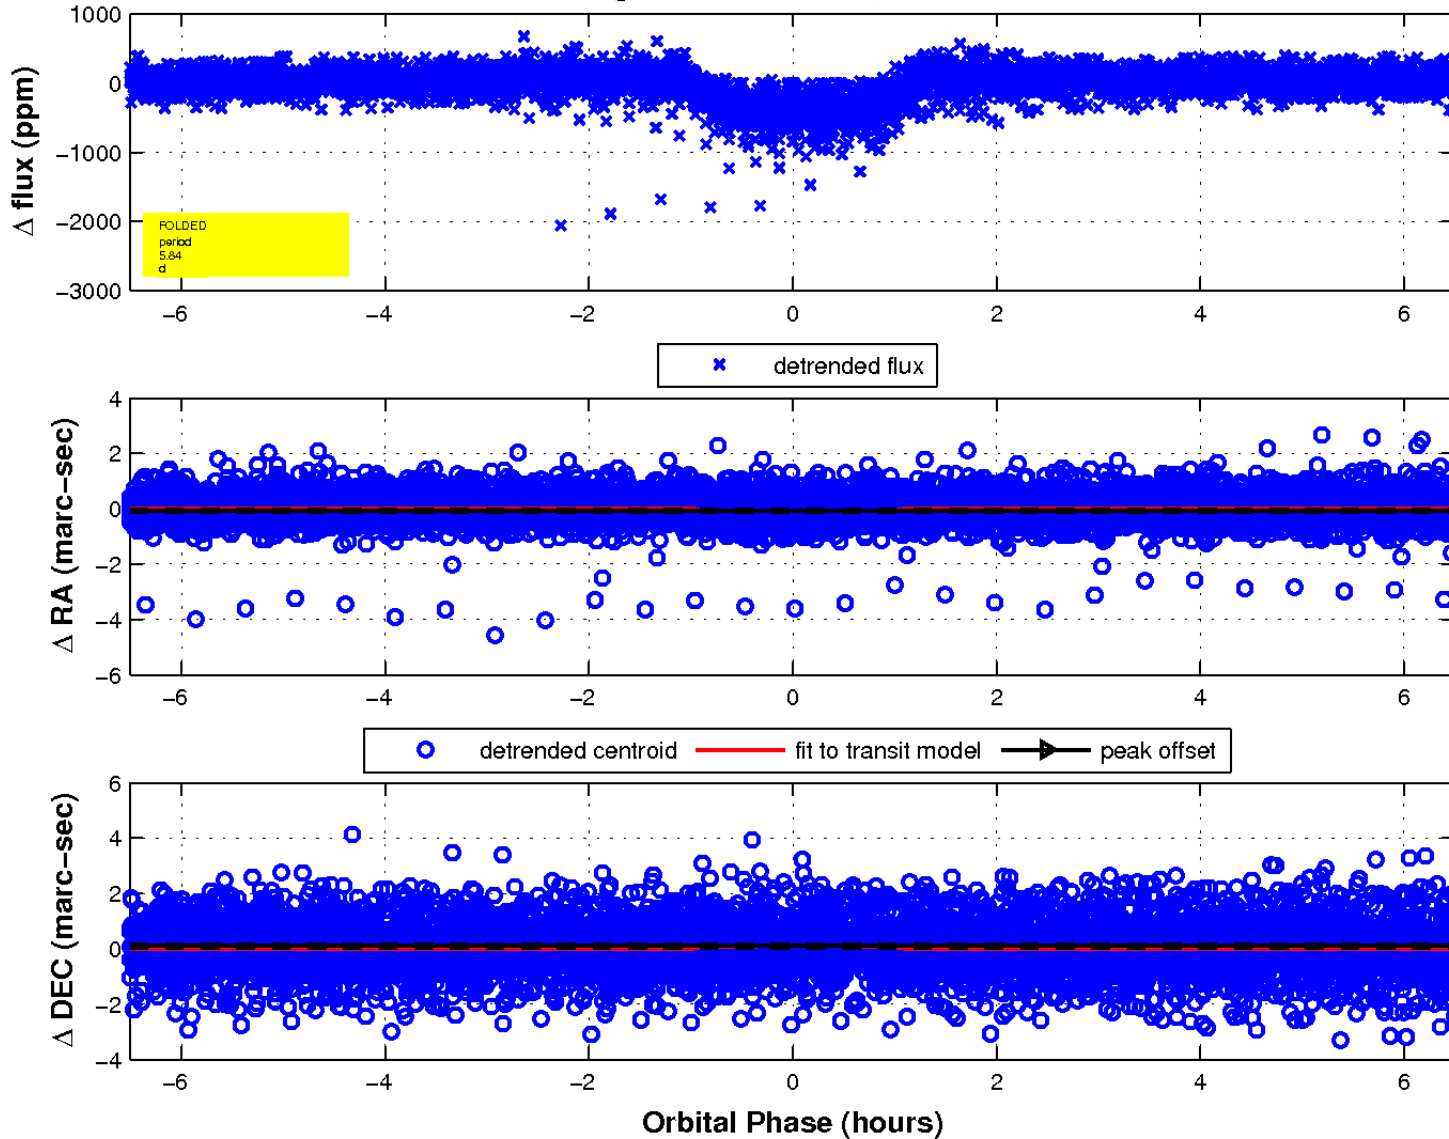 1000
0
−1000
−2000
−3000
Δ flux (ppm)
FOLDED
period
5.84
d
−6 −4 −2 0 2 4 6
detrended flux
4
2
0
−2
−4
−6
Δ RA (marc−sec)
−6 −4 −2 0 2 4 6
detrended centroid fit to transit model peak offset
6
4
2
0
−2
−4
Δ DEC (marc−sec)
−6 −4 −2 0 2 4 6
Orbital Phase (hours)